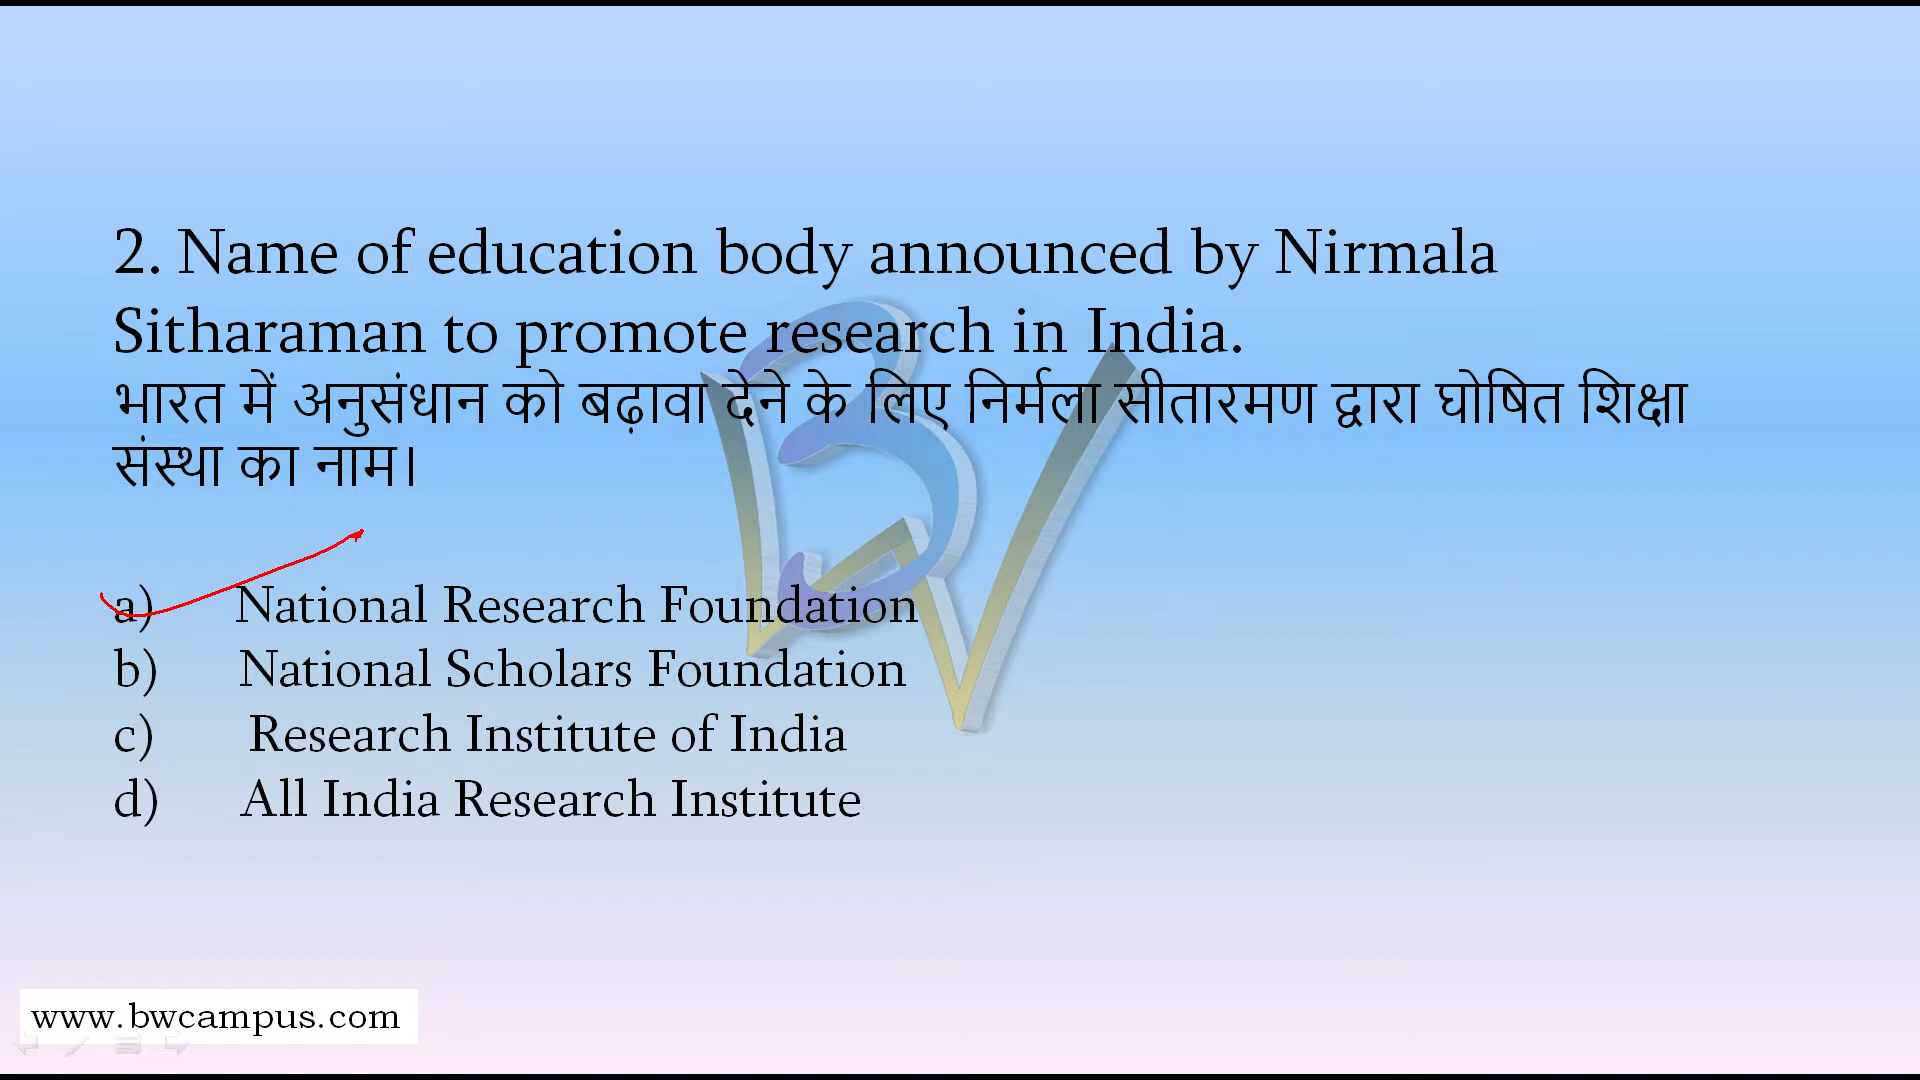 2. Name of education body announced by Nirmala
Sitharaman to promote research in India.
भारत में अनुसंधान को बढ़ावा देने के लिए निर्मला सीतारमण द्वारा घोषित शिक्षा
संस्था का नाम।
a) National Research Foundation
b) National Scholars Foundation
c) Research Institute of India
d) All India Research Institute
www.bwcampus.com